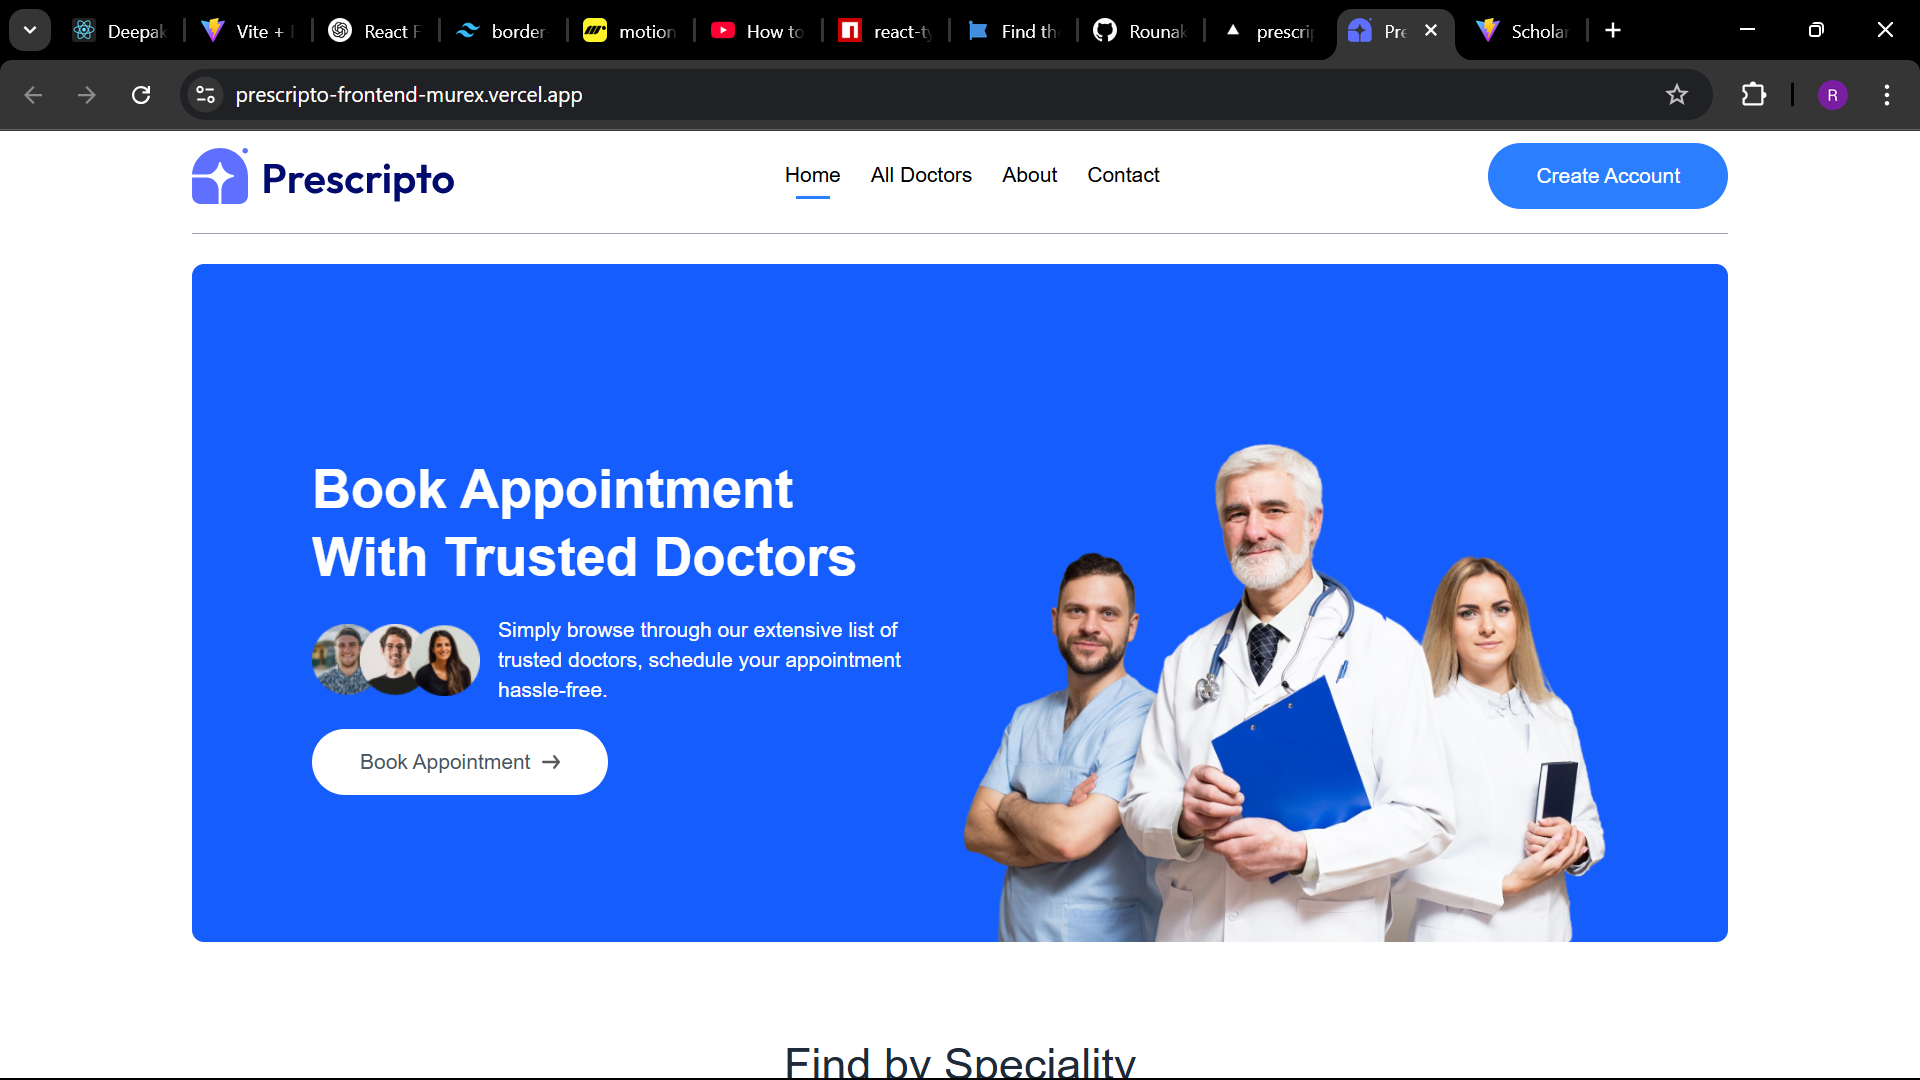 Deepak
Vite +
React F
border-
motion
How to
react-ty
Find th
Rounak
prescrip
Pre
Scholar
prescripto-frontend-murex.vercel.app
R
Prescripto
Home
All Doctors
About
Contact
Create Account
Book Appointment
With Trusted Doctors
Simply browse through our extensive list of
trusted doctors, schedule your appointment
hassle-free.
Book Appointment →
Find by Speciality